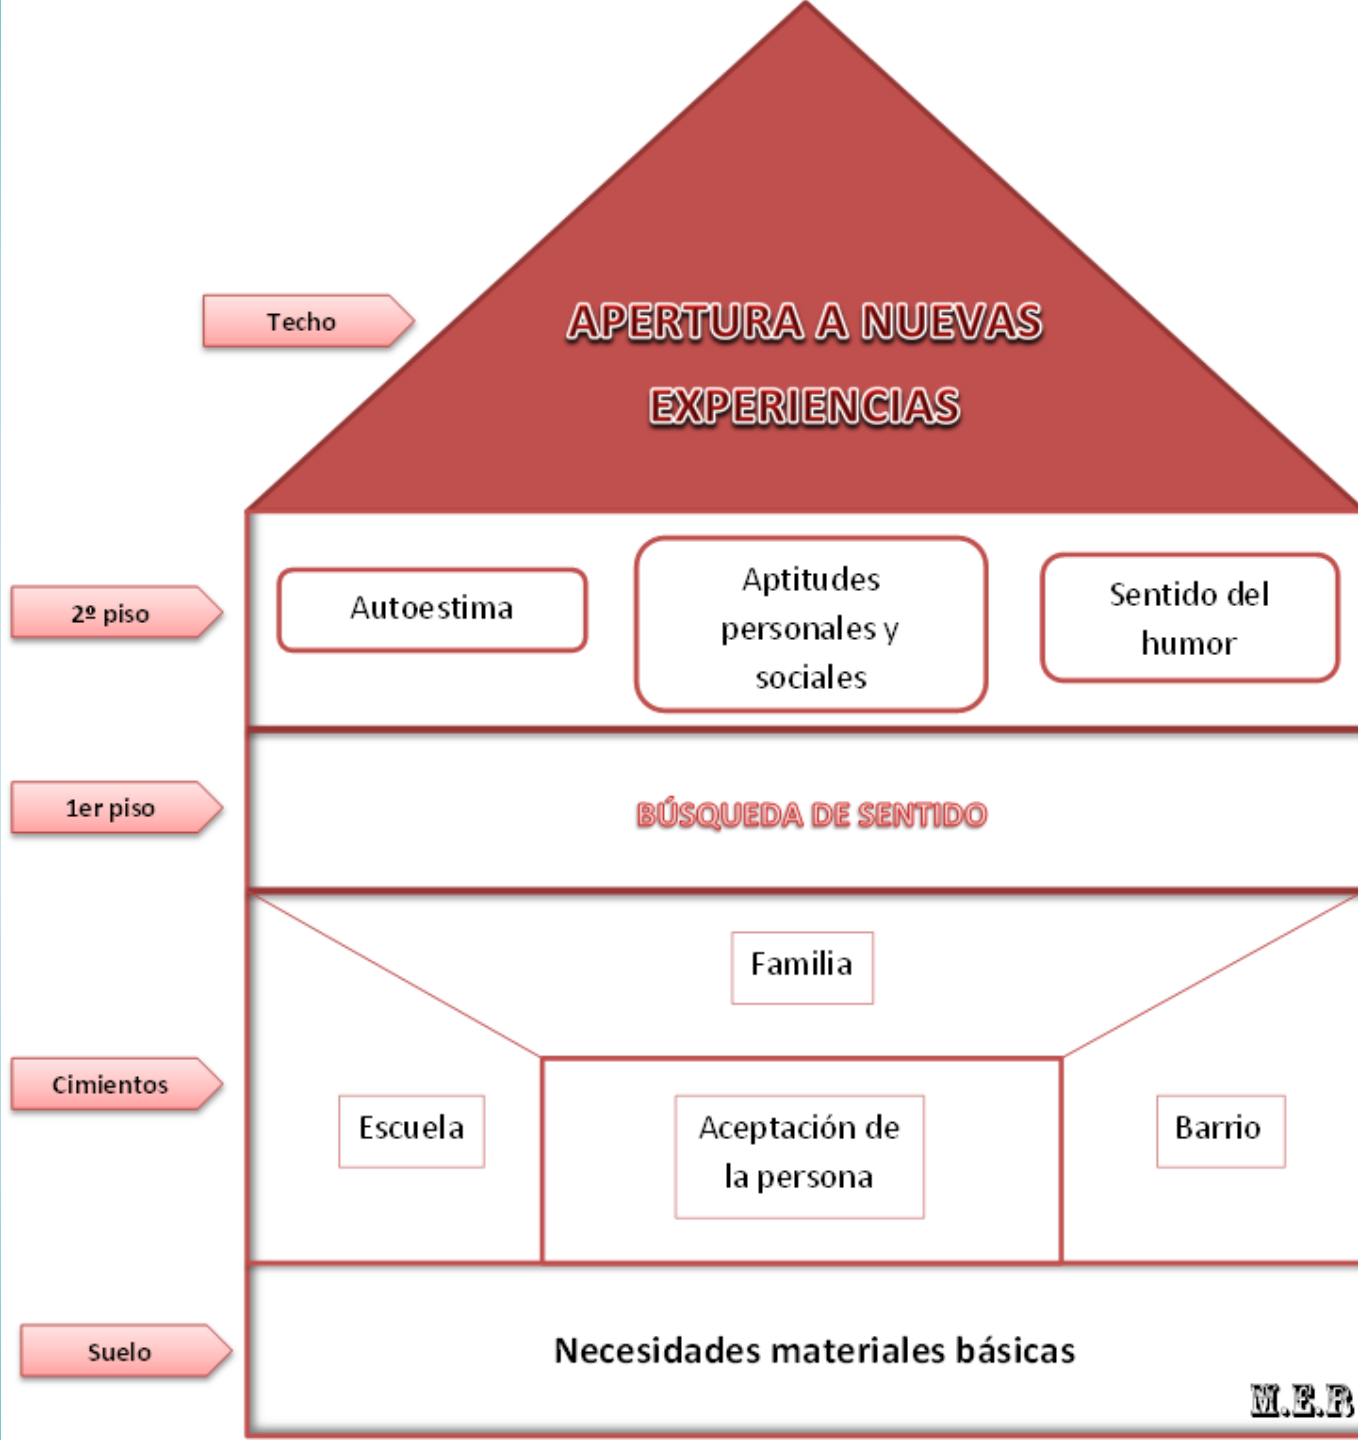 Techo
APERTURA A NUEVAS
EXPERIENCIAS
2º piso
Autoestima
Aptitudes
personales y
sociales
Sentido del
humor
1er piso
BÚSQUEDA DE SENTIDO
Familia
Cimientos
Escuela
Aceptación de
la persona
Barrio
Suelo
Necesidades materiales básicas
M.E.R